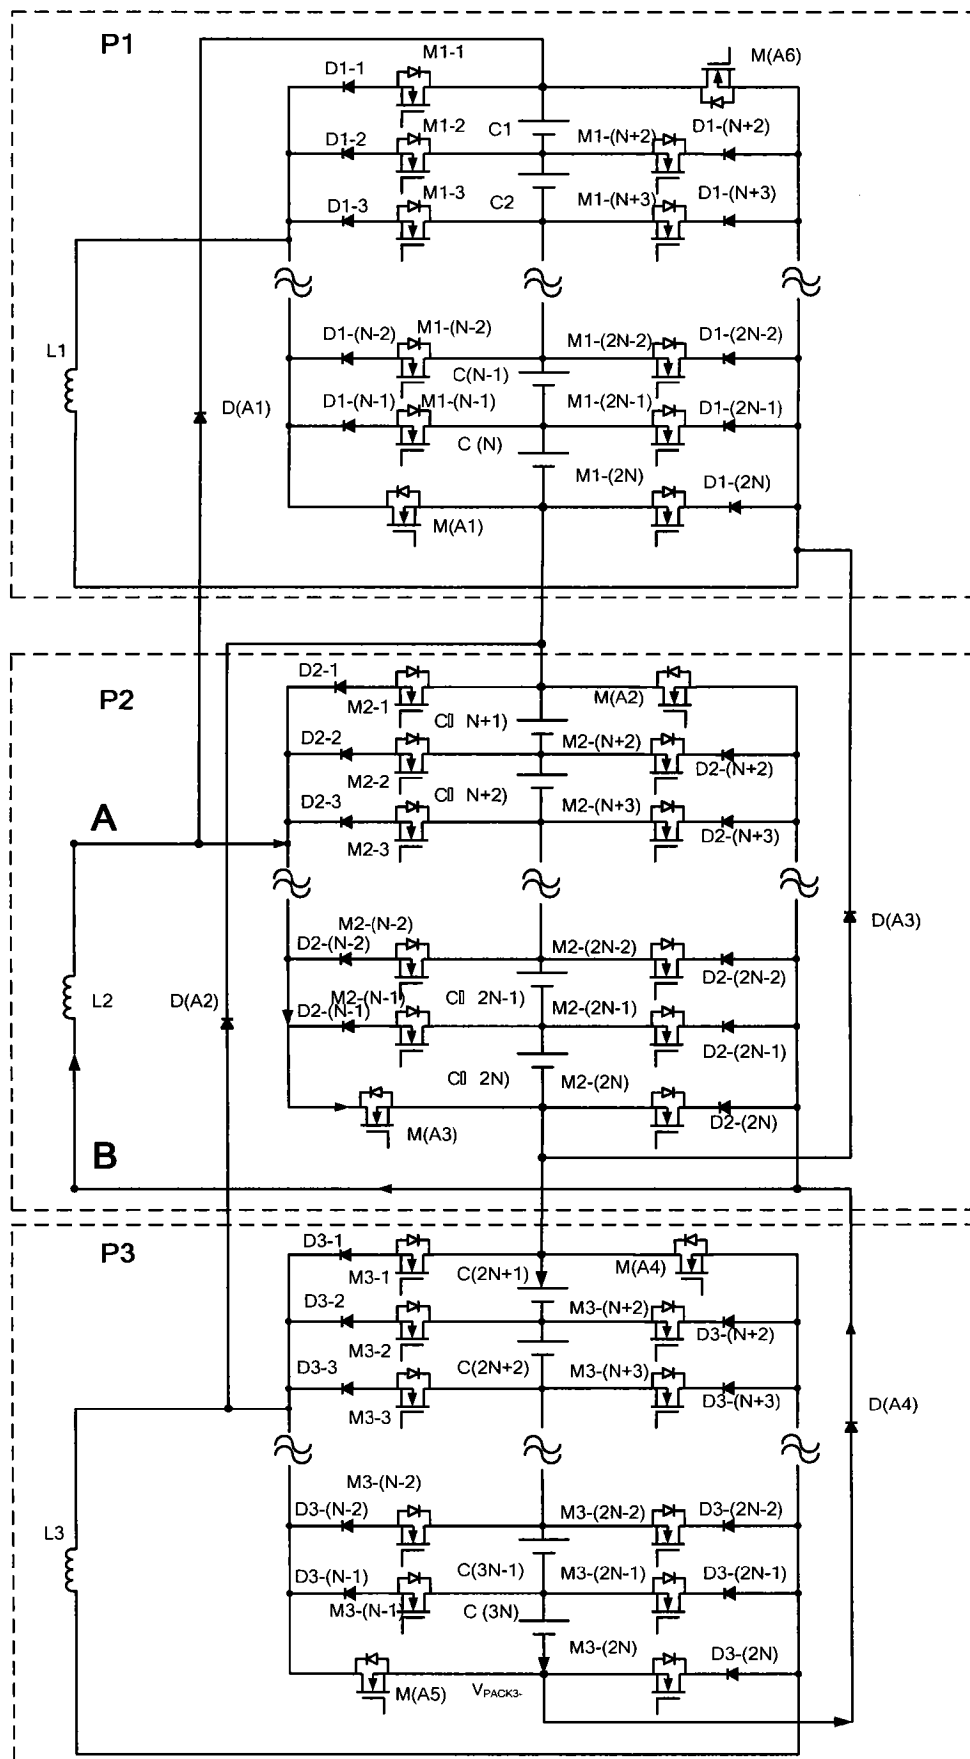 P1
M1-1
M(A6)
D1-1
M1-2
C1
M1-(N+2)
D1-(N+2)
D1-2
M1-3
C2
M1-(N+3)
D1-(N+3)
D1-3
D1-(N-2)
M1-(N-2)
M1-(2N-2)
D1-(2N-2)
L1
C(N-1)
D1-(N-1)
M1-(N-1)
M1-(2N-1)
D1-(2N-1)
D(A1)
C (N)
M1-(2N)
D1-(2N)
M(A1)
P2
D2-1
M2-1
C(▯ N+1)
M(A2)
D2-2
M2-(N+2)
D2-(N+2)
M2-2
C(▯ N+2)
D2-3
M2-(N+3)
D2-(N+3)
A
M2-3
D(A3)
M2-(N-2)
D2-(N-2)
M2-(2N-2)
D2-(2N-2)
L2
D(A2)
M2-(N-1)
D2-(N-1)
C(▯ 2N-1)
M2-(2N-1)
D2-(2N-1)
C(▯ 2N)
M2-(2N)
D2-(2N)
M(A3)
B
P3
D3-1
M3-1
C(2N+1)
M(A4)
D3-2
M3-(N+2)
D3-(N+2)
M3-2
C(2N+2)
D3-3
M3-(N+3)
D3-(N+3)
M3-3
D(A4)
M3-(N-2)
D3-(N-2)
M3-(2N-2)
D3-(2N-2)
L3
D3-(N-1)
M3-(N-1)
C(3N-1)
M3-(2N-1)
D3-(2N-1)
C (3N)
M3-(2N)
D3-(2N)
M(A5)
VPACK3-